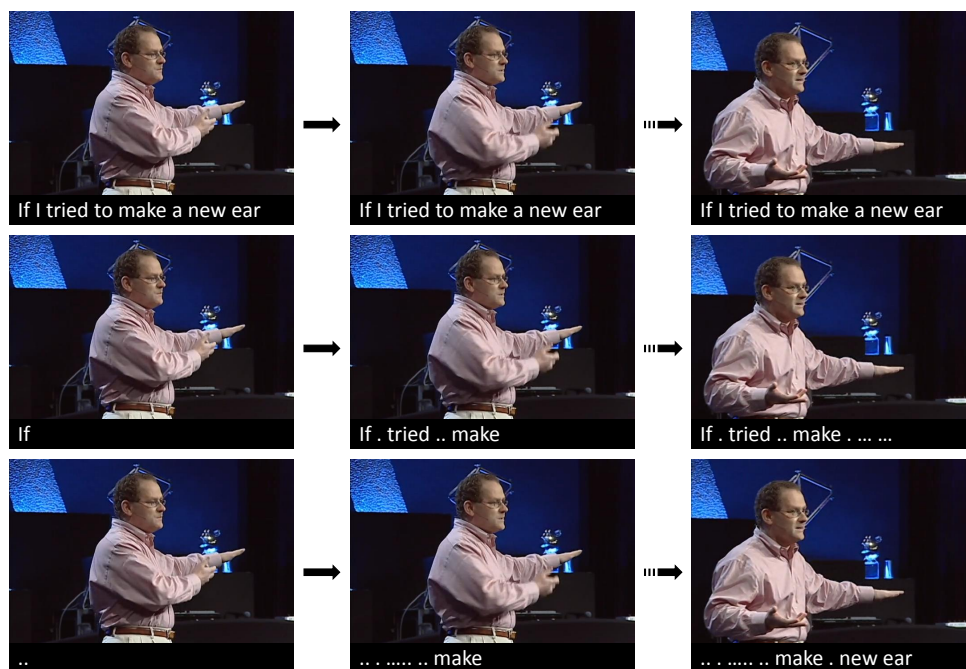 If I tried to make a new ear
If I tried to make a new ear
If I tried to make a new ear
If
If . tried .. make
If . tried .. make . ... ...
..
.. . ..... .. make
.. . ..... .. make . new ear